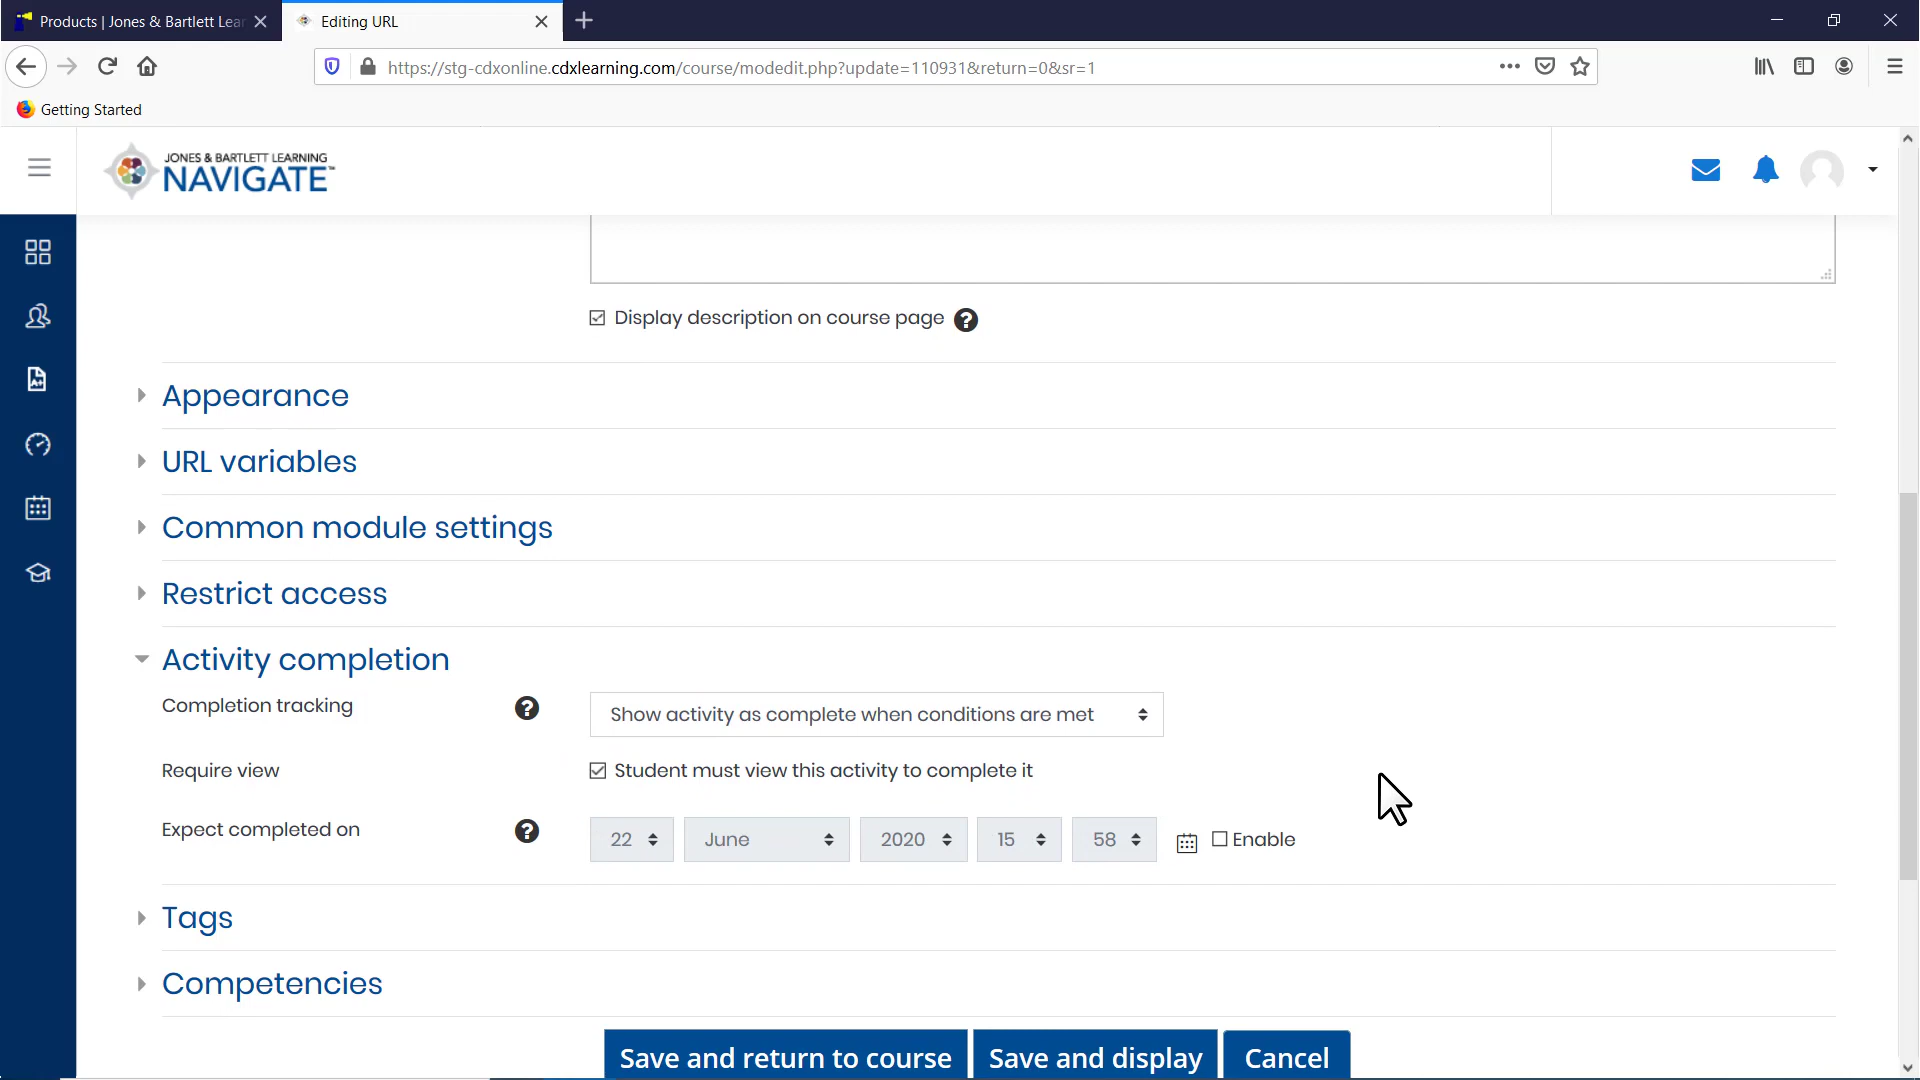 Products | Jones & Bartlett Lear
Editing URL
https://stg-cdxonline.cdxlearning.com/course/modedit.php?update=110931&return=0&sr=1
Getting Started
JONES & BARTLETT LEARNING
NAVIGATE™
Display description on course page
Appearance
URL variables
Common module settings
Restrict access
Activity completion
Completion tracking
Show activity as complete when conditions are met
Require view
Student must view this activity to complete it
Expect completed on
22 June 2020 15 58 Enable
Tags
Competencies
Save and return to course Save and display Cancel